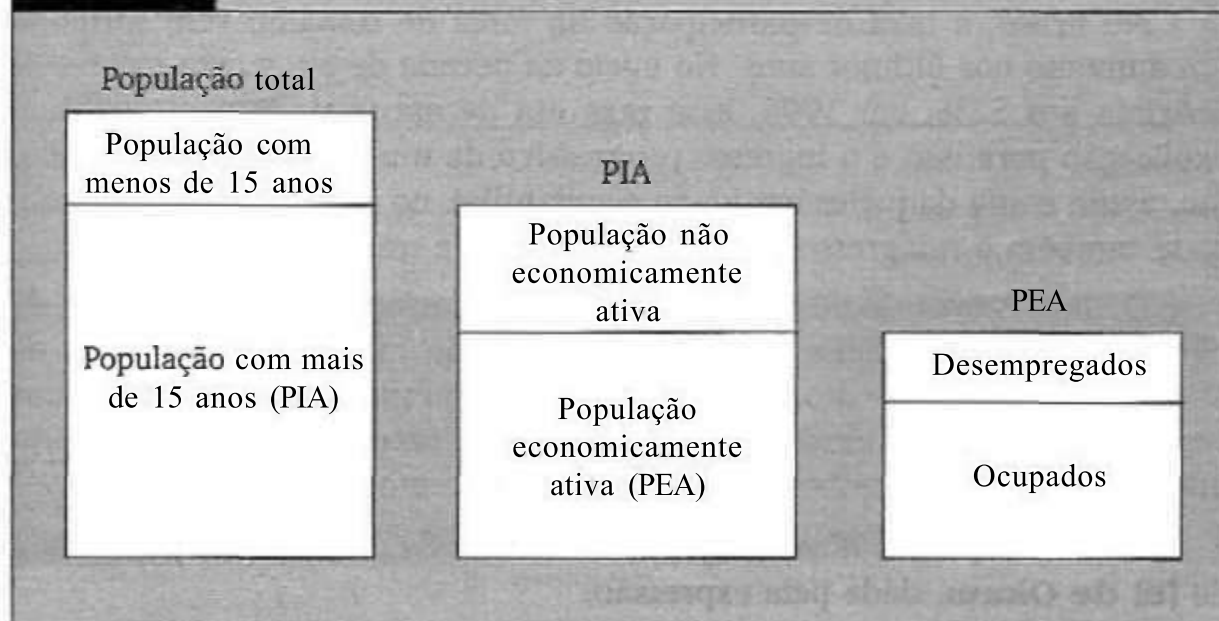 População total
População com
menos de 15 anos
População com mais
de 15 anos (PIA)
PIA
População não
economicamente
ativa
População
economicamente
ativa (PEA)
PEA
Desempregados
Ocupados